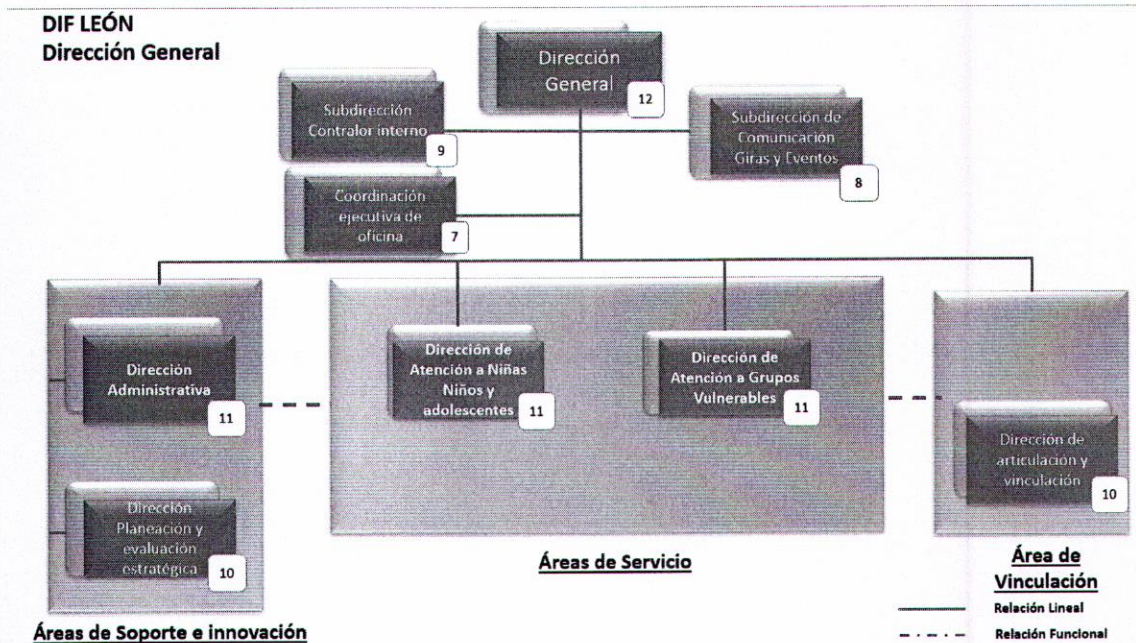 DIF LEÓN
Dirección General
Dirección
General
12
Subdirección
Contralor interno
9
Subdirección de
Comunicación
Giras y Eventos
8
Coordinación
ejecutiva de
oficina
7
Dirección
Administrativa
11
Dirección de
Atención a Niñas
Niños y
adolescentes
11
Dirección de
Atención a Grupos
Vulnerables
11
Dirección de
articulación y
vinculación
10
Dirección
Planeación y
evaluación
estratégica
10
Áreas de Soporte e innovación
Áreas de Servicio
Área de
Vinculación
Relación Lineal
Relación Funcional